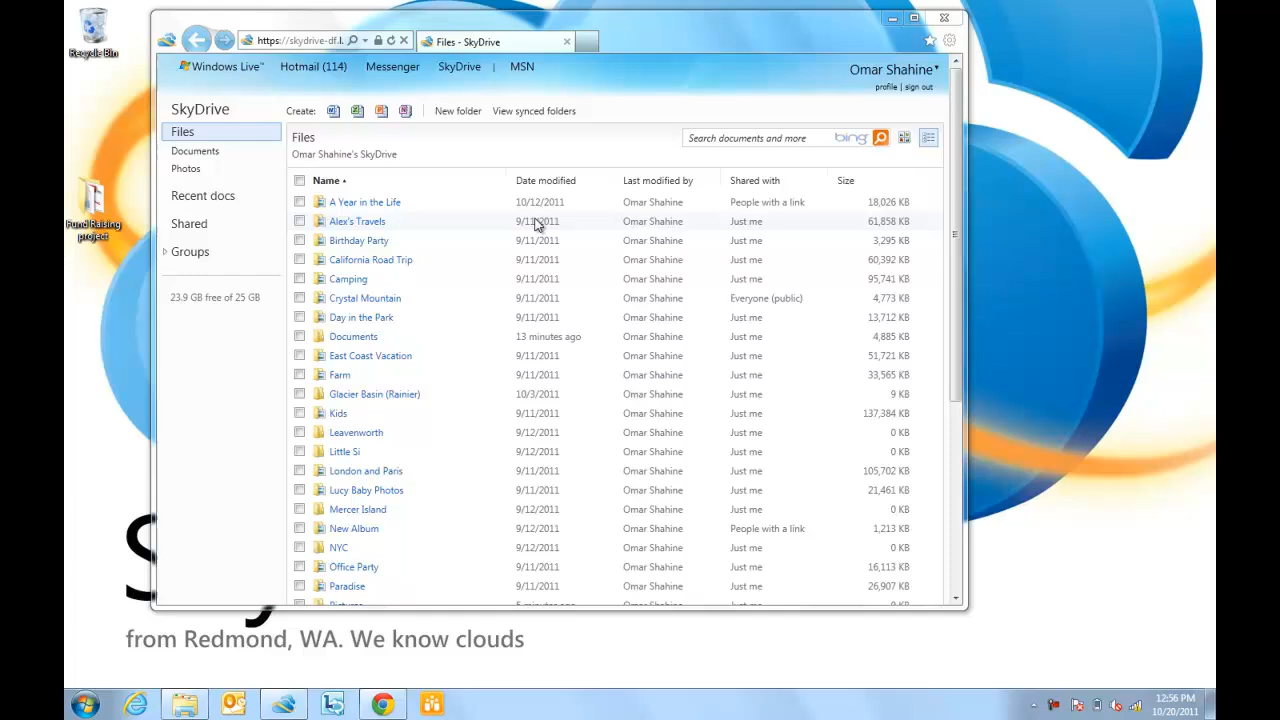 Recycle Bin
Fund Raising
project
https://skydrive-df.l.
Files - SkyDrive
Windows Live™ Hotmail (114) Messenger SkyDrive | MSN
Omar Shahine
profile | sign out
SkyDrive
Files
Documents
Photos
Recent docs
Shared
Groups
23.9 GB free of 25 GB
Create: New folder View synced folders
Files
Omar Shahine's SkyDrive
Search documents and more bing
Name Date modified Last modified by Shared with Size
A Year in the Life 10/12/2011 Omar Shahine People with a link 18,026 KB
Alex's Travels 9/11/2011 Omar Shahine Just me 61,858 KB
Birthday Party 9/11/2011 Omar Shahine Just me 3,295 KB
California Road Trip 9/11/2011 Omar Shahine Just me 60,392 KB
Camping 9/11/2011 Omar Shahine Just me 95,741 KB
Crystal Mountain 9/11/2011 Omar Shahine Everyone (public) 4,773 KB
Day in the Park 9/11/2011 Omar Shahine Just me 13,712 KB
Documents 13 minutes ago Omar Shahine Just me 4,885 KB
East Coast Vacation 9/11/2011 Omar Shahine Just me 51,721 KB
Farm 9/11/2011 Omar Shahine Just me 33,565 KB
Glacier Basin (Rainier) 10/3/2011 Omar Shahine Just me 9 KB
Kids 9/11/2011 Omar Shahine Just me 137,384 KB
Leavenworth 9/12/2011 Omar Shahine Just me 0 KB
Little Si 9/12/2011 Omar Shahine Just me 0 KB
London and Paris 9/11/2011 Omar Shahine Just me 105,702 KB
Lucy Baby Photos 9/11/2011 Omar Shahine Just me 21,461 KB
Mercer Island 9/12/2011 Omar Shahine Just me 0 KB
New Album 9/12/2011 Omar Shahine People with a link 1,213 KB
NYC 9/12/2011 Omar Shahine Just me 0 KB
Office Party 9/11/2011 Omar Shahine Just me 16,113 KB
Paradise 9/11/2011 Omar Shahine Just me 26,907 KB
Pictures 5 minutes ago Omar Shahine Just me 0 KB
S
from Redmond, WA. We know clouds
12:56 PM
10/20/2011